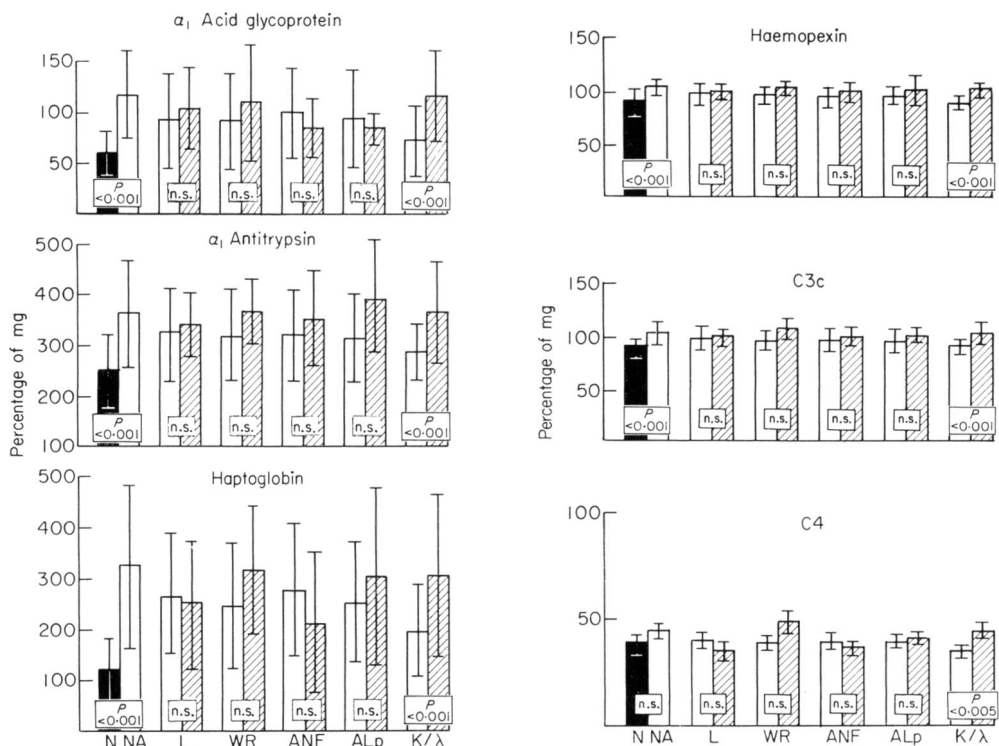 α₁ Acid glycoprotein
150
100
50
P
<0·001
n.s.
n.s.
n.s.
n.s.
P
<0·001
α₁ Antitrypsin
500
400
300
200
100
P
<0·001
n.s.
n.s.
n.s.
n.s.
P
<0·001
Percentage of mg
Haptoglobin
500
400
300
200
100
P
<0·001
n.s.
n.s.
n.s.
n.s.
P
<0·001
N NA L WR ANF ALp K/λ
Haemopexin
150
100
50
P
<0·001
n.s.
n.s.
n.s.
n.s.
P
<0·001
C3c
150
100
50
P
<0·001
n.s.
n.s.
n.s.
n.s.
P
<0·001
Percentage of mg
C4
100
50
n.s.
n.s.
n.s.
n.s.
n.s.
P
<0·005
N NA L WR ANF ALp K/λ